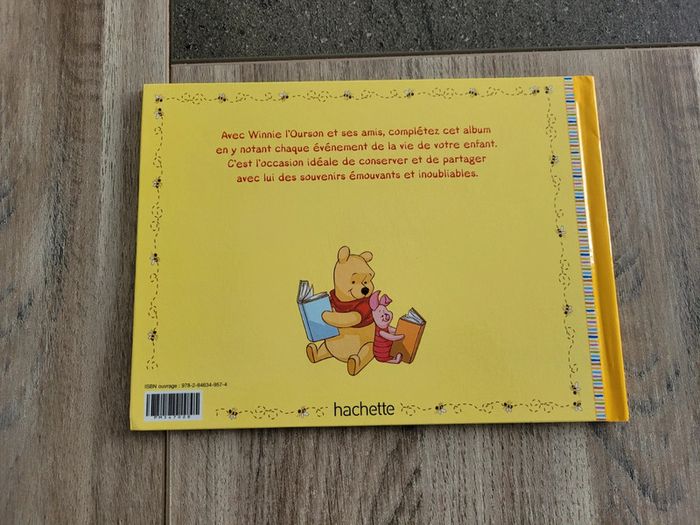 Avec Winnie l'Ourson et ses amis, complétez cet album
en y notant chaque événement de la vie de votre enfant.
C'est l'occasion idéale de conserver et de partager
avec lui des souvenirs émouvants et inoubliables.
ISBN ouvrage : 978-2-84634-957-4
hachette